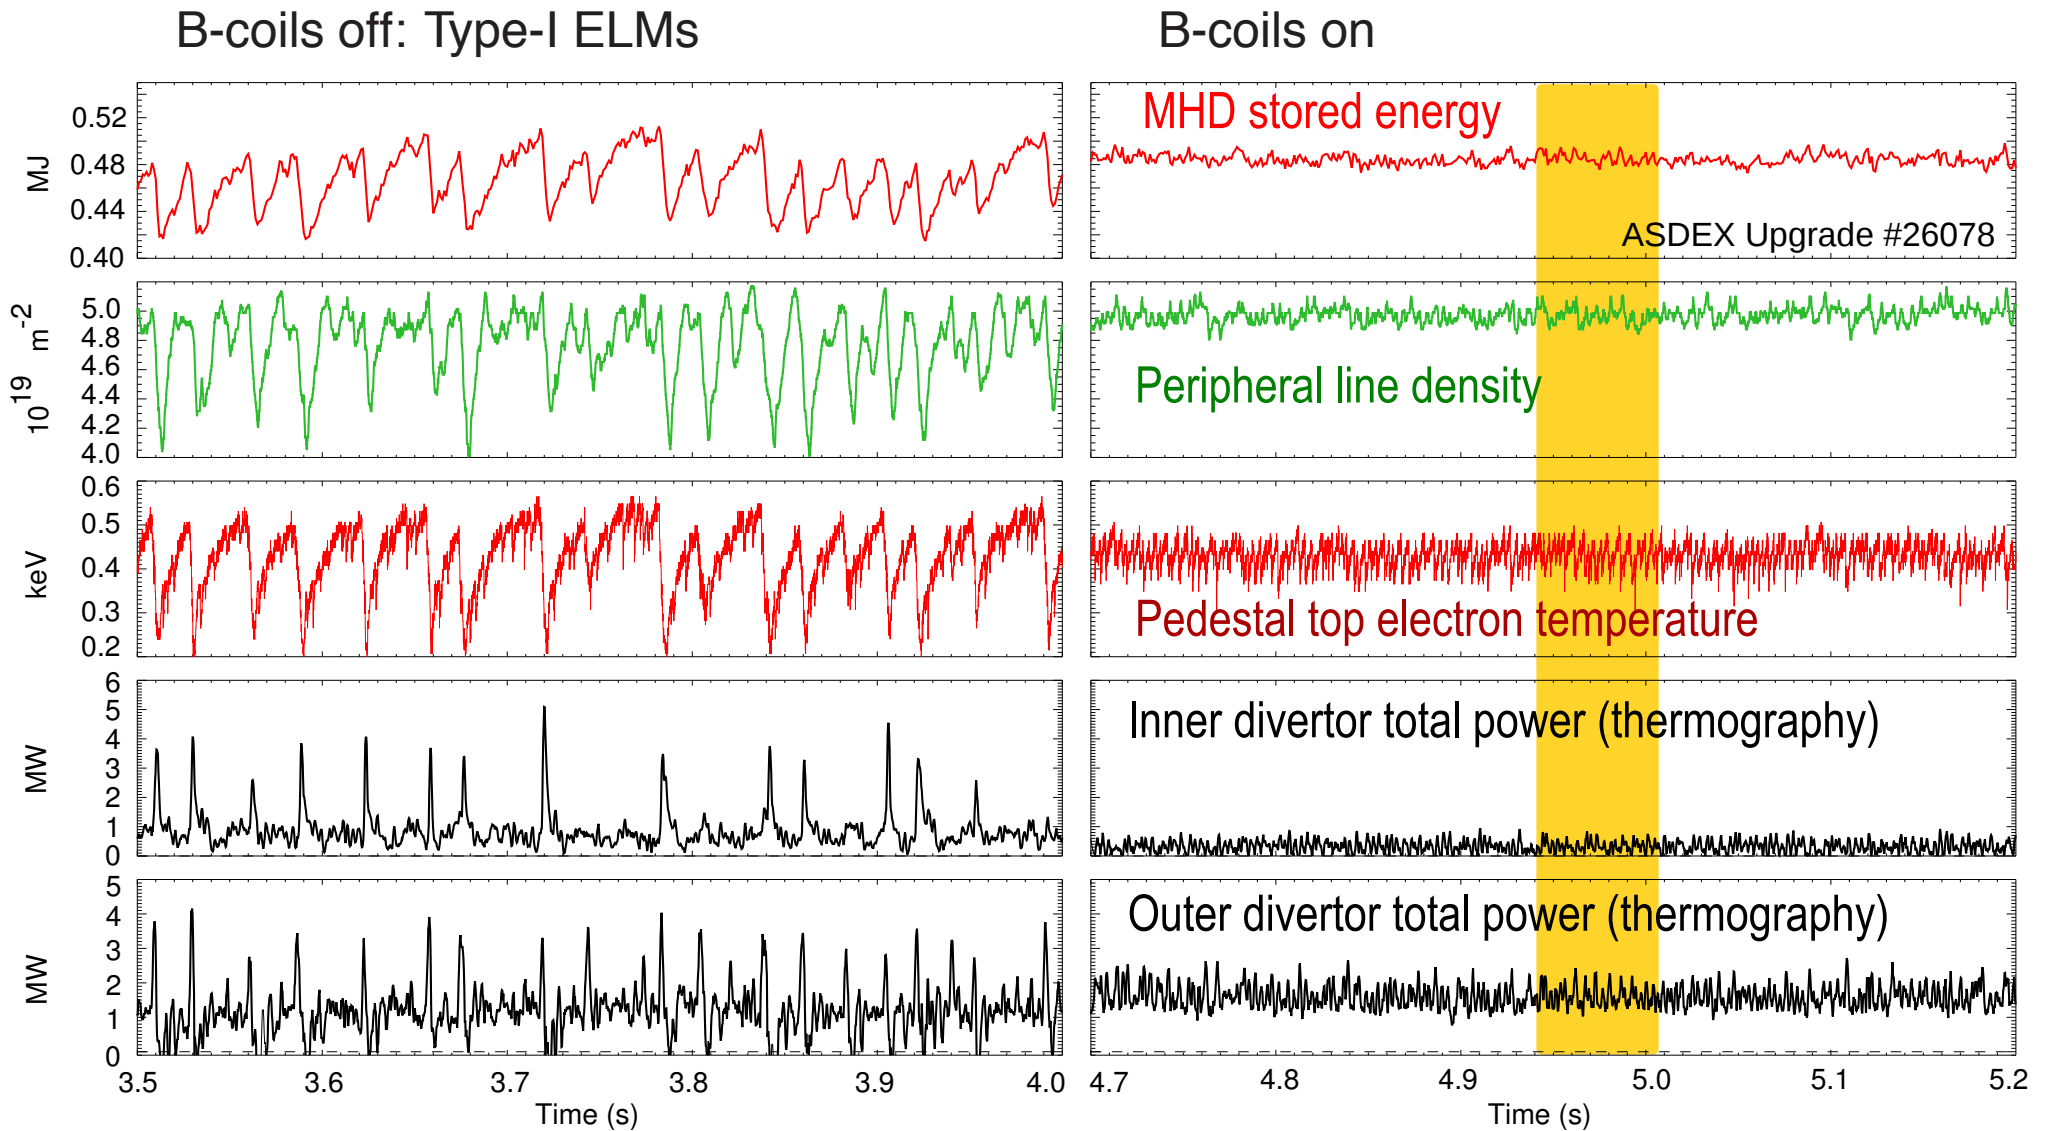 B-coils off: Type-I ELMs
B-coils on
0.52
0.48
0.44
0.40
MJ
MHD stored energy
ASDEX Upgrade #26078
5.0
4.8
4.6
4.4
4.2
4.0
10^19 m^-2
Peripheral line density
0.6
0.5
0.4
0.3
0.2
keV
Pedestal top electron temperature
6
5
4
3
2
1
0
MW
Inner divertor total power (thermography)
5
4
3
2
1
0
MW
Outer divertor total power (thermography)
3.5 3.6 3.7 3.8 3.9 4.0
Time (s)
4.7 4.8 4.9 5.0 5.1 5.2
Time (s)